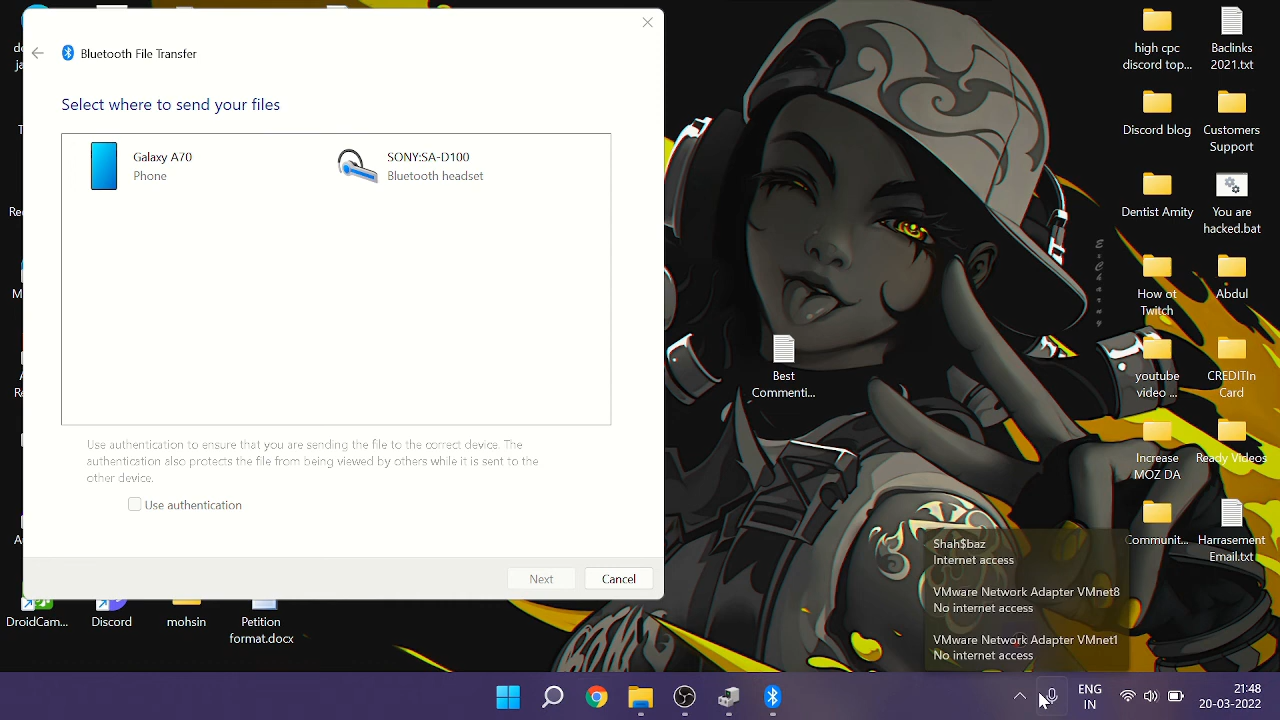 Bluetooth File Transfer
Select where to send your files
Galaxy A70
Phone
SONY:SA-D100
Bluetooth headset
Use authentication to ensure that you are sending the file to the correct device. The
authentication also protects the file from being viewed by others while it is sent to the
other device.
Use authentication
Next
Cancel
DroidCam...
Discord
mohsin
Petition
format.docx
Best
Commenti...
high cpc
discord top...
Baclinks
2021.txt
Discord blog
Customers
Support
Dentist Amity
You are
hacked.bat
How ot
Twitch
Abdul
youtube
video ...
CREDITIn
Card
Increase
MOZ DA
Ready Videos
Communit...
Harrasement
Email.txt
ExCharny
Shah$baz
Internet access
VMware Network Adapter VMnet8
No internet access
VMware Network Adapter VMnet1
No internet access
ENG
IN
21:48
20-03-2022